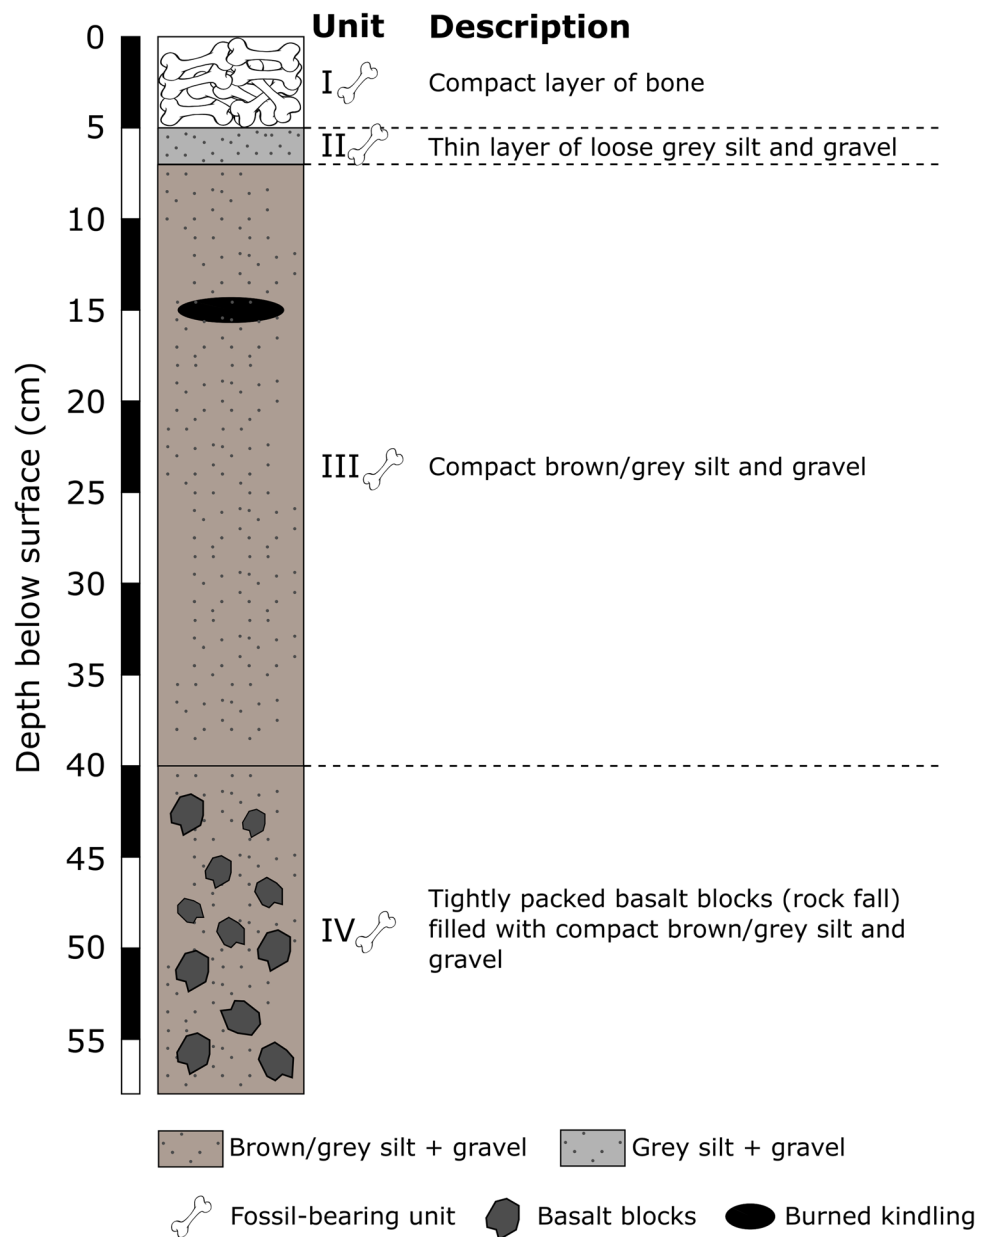 Unit Description
0
I Compact layer of bone
5
II Thin layer of loose grey silt and gravel
10
15
20
III Compact brown/grey silt and gravel
25
30
35
40
45
Tightly packed basalt blocks (rock fall)
IV filled with compact brown/grey silt and
gravel
50
55
Depth below surface (cm)
Brown/grey silt + gravel Grey silt + gravel
Fossil-bearing unit Basalt blocks Burned kindling